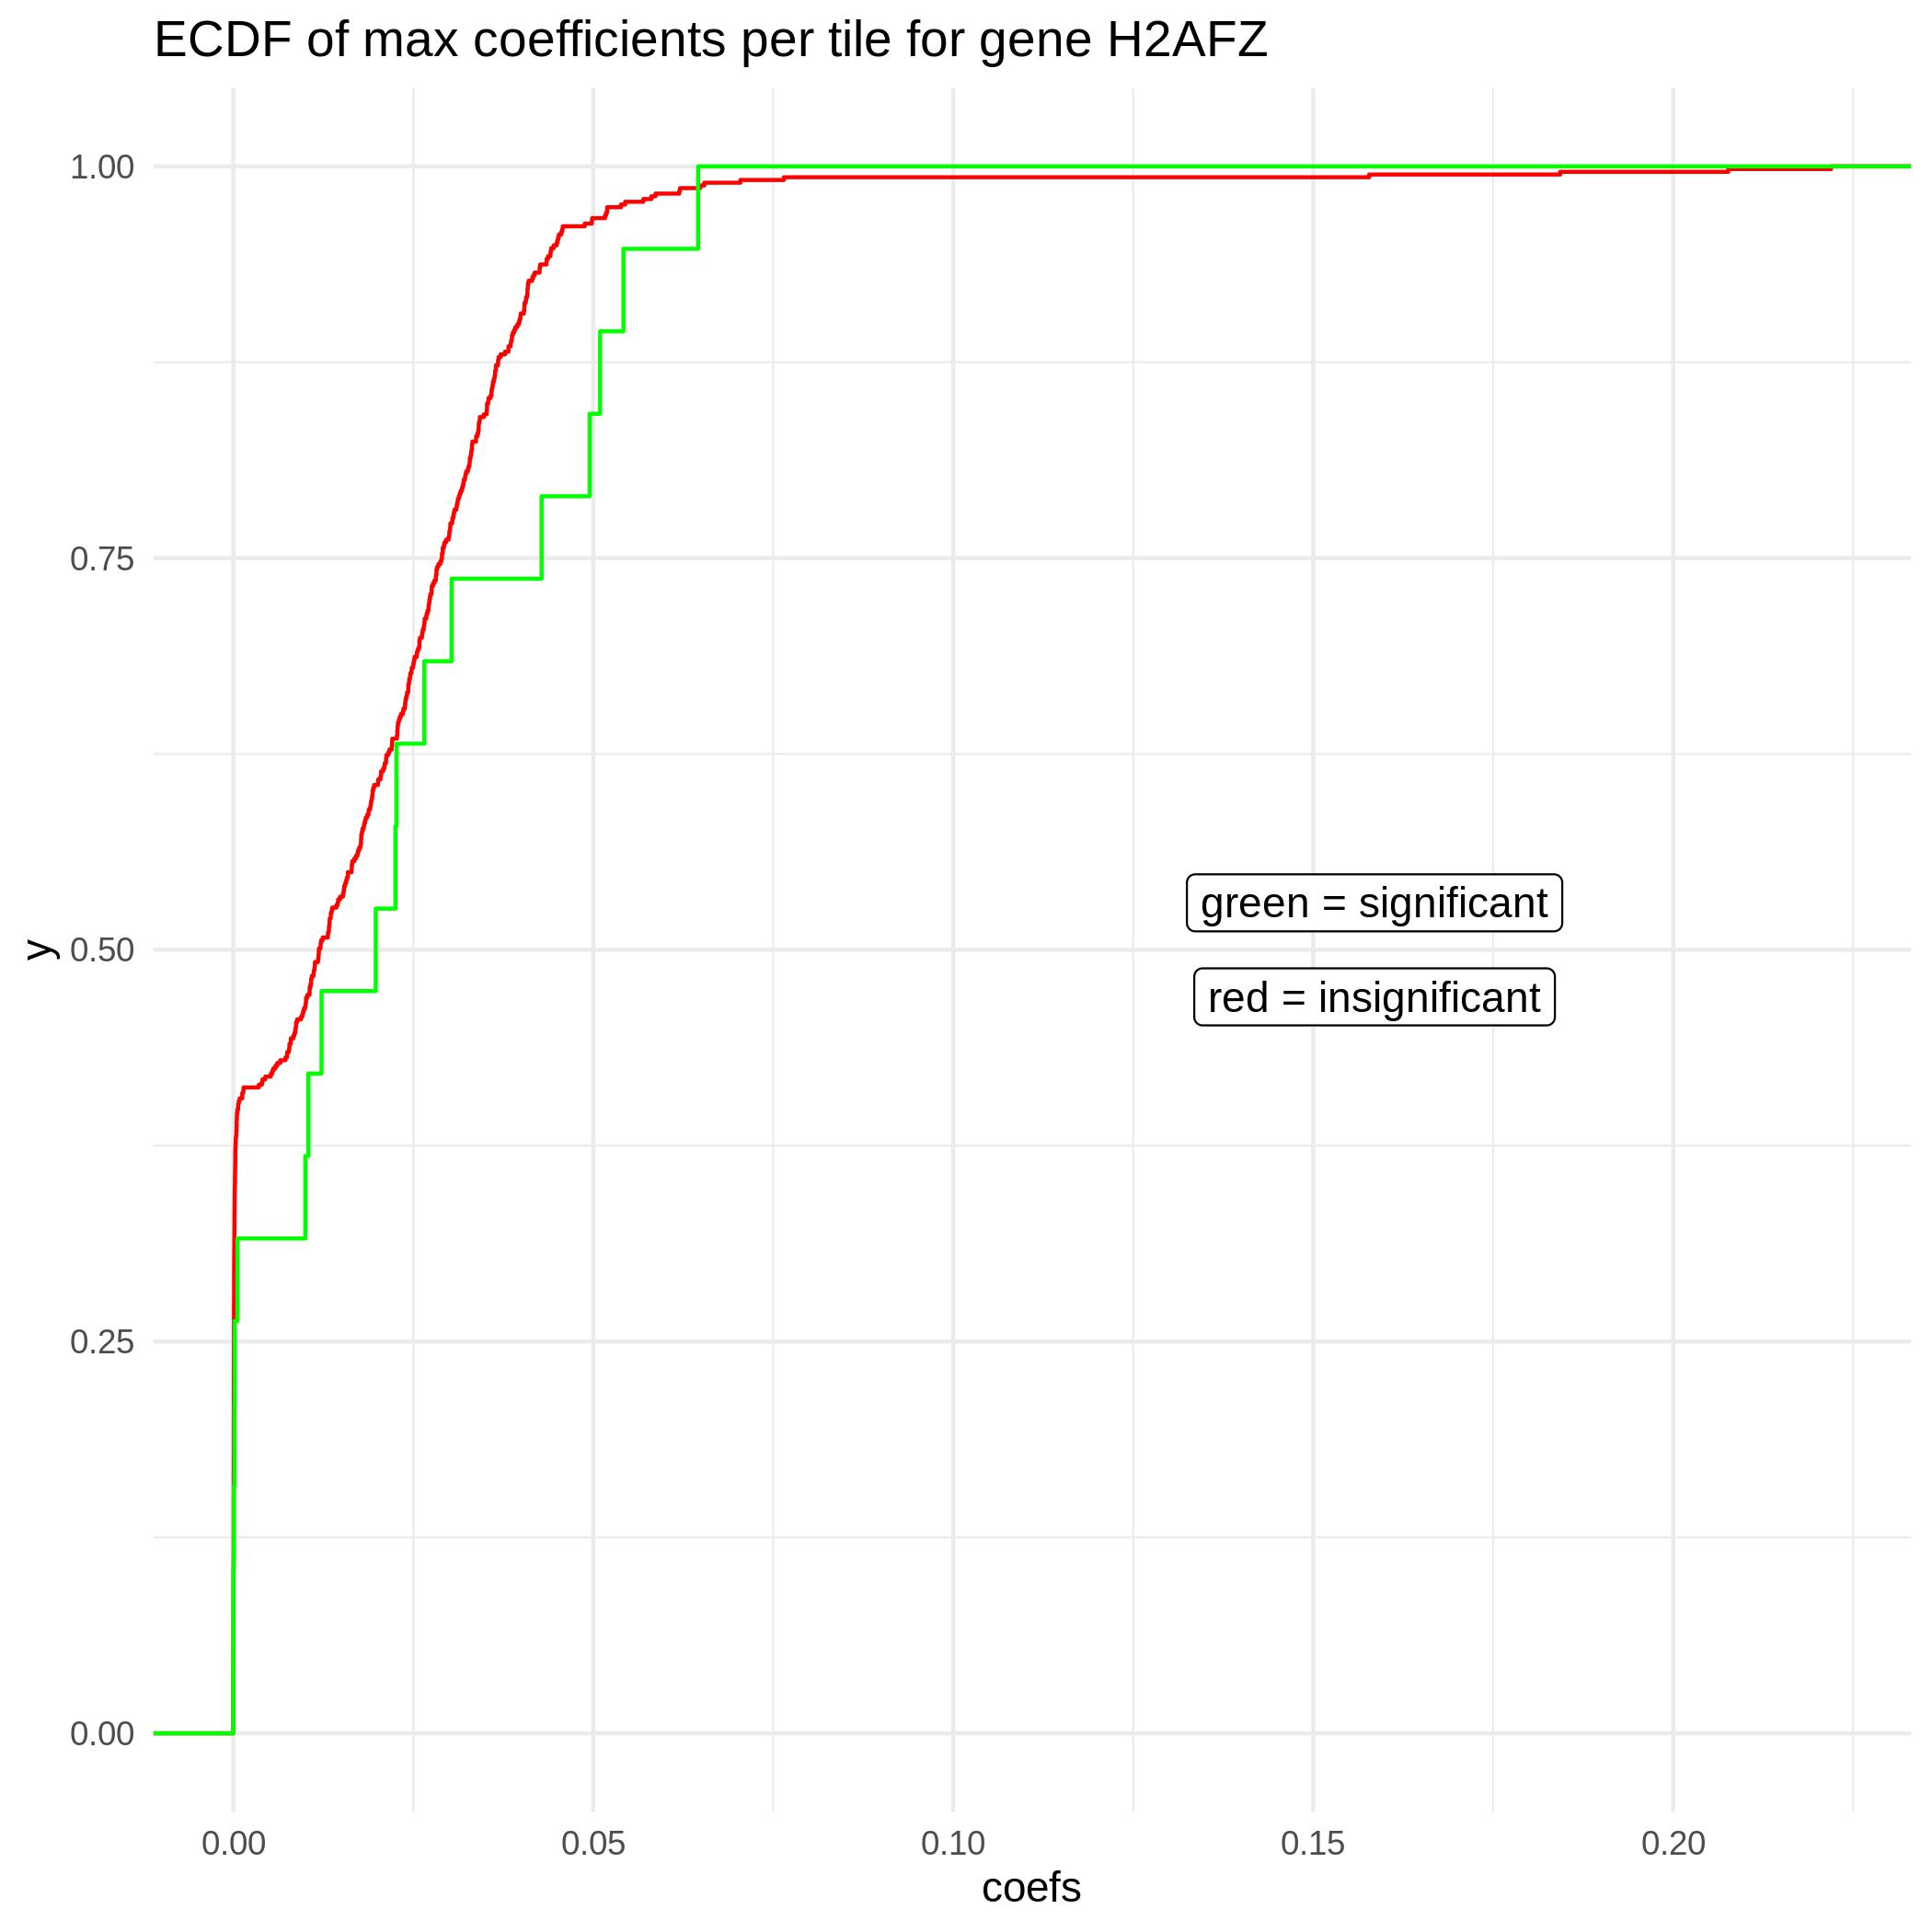 ECDF of max coefficients per tile for gene H2AFZ
1.00
0.75
0.50
0.25
0.00
y
green = significant
red = insignificant
0.00 0.05 0.10 0.15 0.20
coefs